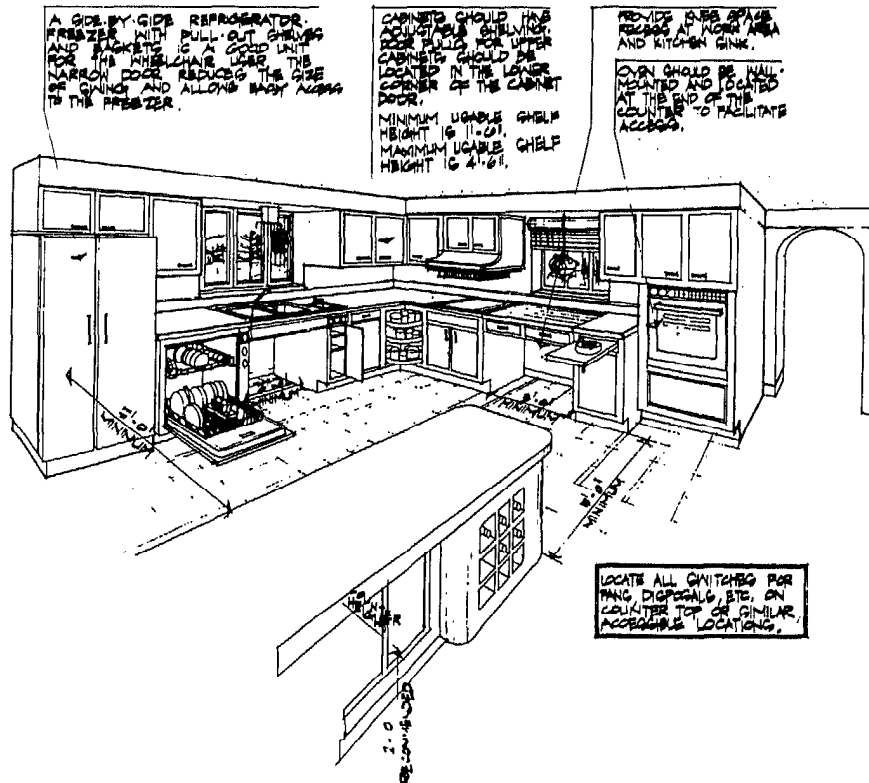 A SIDE-BY-SIDE REFRIGERATOR-
FREEZER WITH PULL-OUT SHELVES
AND BASKETS IS A GOOD UNIT
FOR THE WHEELCHAIR USER THE
NARROW DOOR REDUCES THE SIZE
OF SWING AND ALLOWS EASY ACCESS
TO THE FREEZER.
CABINETS SHOULD HAVE
ADJUSTABLE SHELVING.
DOOR PULLS FOR UPPER
CABINETS SHOULD BE
LOCATED IN THE LOWER
CORNER OF THE CABINET
DOOR.
MINIMUM USABLE SHELF
HEIGHT IS
MAXIMUM USABLE SHELF
HEIGHT IS 4'-6".
PROVIDE KNEE SPACE
RECESS AT WORK AREA
AND KITCHEN SINK.
OVEN SHOULD BE WALL-
MOUNTED AND LOCATED
AT THE END OF THE
COUNTER TO FACILITATE
ACCESS.
MINIMUM
MINIMUM
MINIMUM
MINIMUM
LOCATE ALL SWITCHES FOR
FANS, DISPOSALS, ETC. ON
COUNTER TOP OR SIMILAR
ACCESSIBLE LOCATIONS.
RECOMMENDED